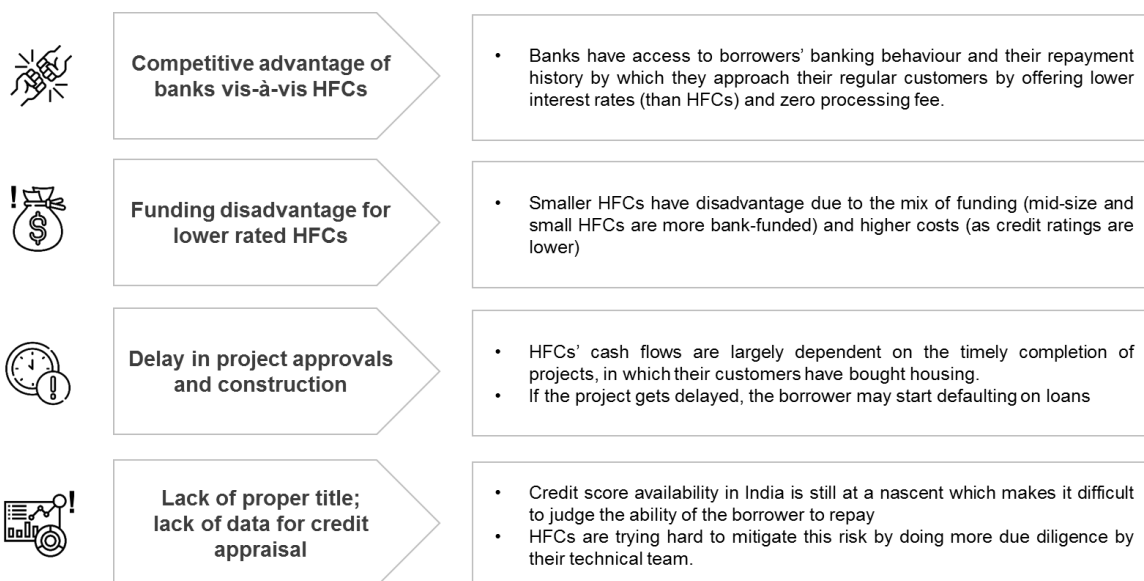 Competitive advantage of
banks vis-à-vis HFCs
• Banks have access to borrowers’ banking behaviour and their repayment
history by which they approach their regular customers by offering lower
interest rates (than HFCs) and zero processing fee.
Funding disadvantage for
lower rated HFCs
• Smaller HFCs have disadvantage due to the mix of funding (mid-size and
small HFCs are more bank-funded) and higher costs (as credit ratings are
lower)
Delay in project approvals
and construction
• HFCs’ cash flows are largely dependent on the timely completion of
projects, in which their customers have bought housing.
• If the project gets delayed, the borrower may start defaulting on loans
Lack of proper title;
lack of data for credit
appraisal
• Credit score availability in India is still at a nascent which makes it difficult
to judge the ability of the borrower to repay
• HFCs are trying hard to mitigate this risk by doing more due diligence by
their technical team.